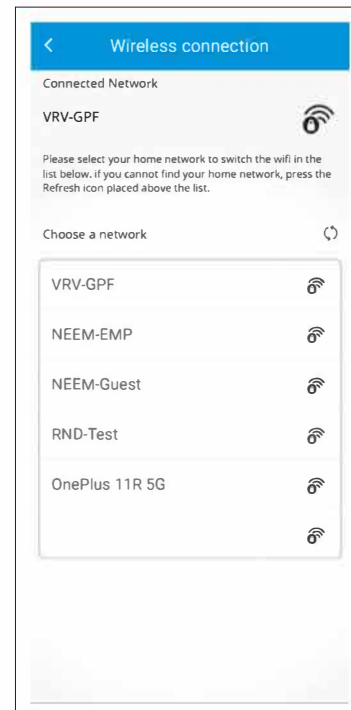 Wireless connection
Connected Network
VRV-GPF
Please select your home network to switch the wifi in the
list below. if you cannot find your home network, press the
Refresh icon placed above the list.
Choose a network
VRV-GPF
NEEM-EMP
NEEM-Guest
RND-Test
OnePlus 11R 5G